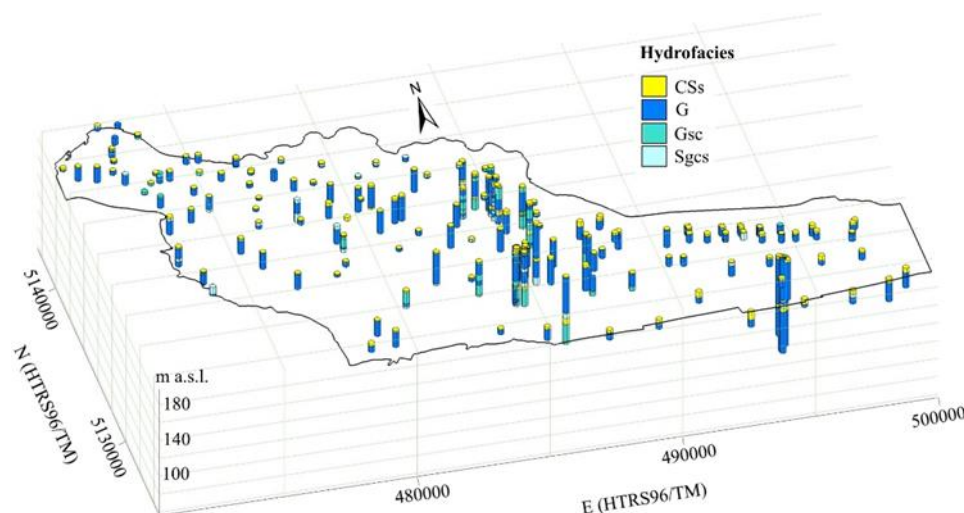 N
Hydrofacies
CSs
G
Gsc
Sgcs
5140000
N (HTRS96/TM)
5130000
m a.s.l.
180
140
100
480000
490000
500000
E (HTRS96/TM)